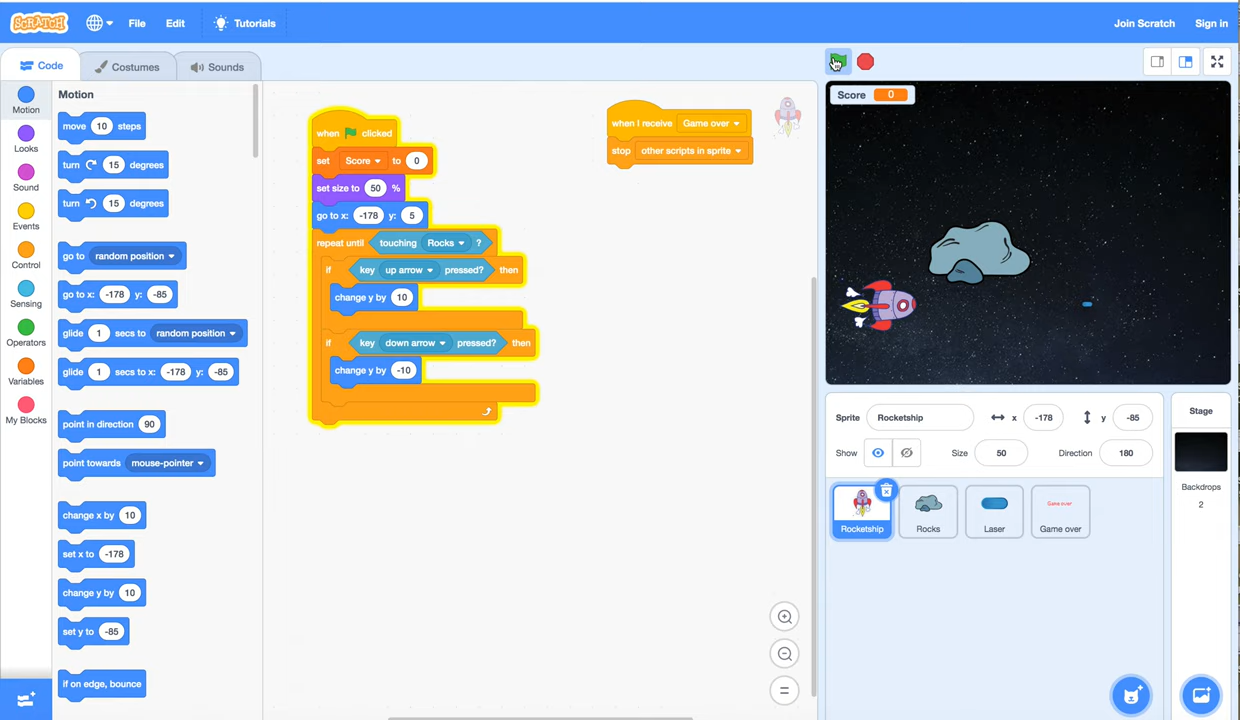 SCRATCH File Edit Tutorials Join Scratch Sign in
Code Costumes Sounds
Motion
Looks
Sound
Events
Control
Sensing
Operators
Variables
My Blocks
Motion
move 10 steps
turn 15 degrees
turn 15 degrees
go to random position
go to x: -178 y: -85
glide 1 secs to random position
glide 1 secs to x: -178 y: -85
point in direction 90
point towards mouse-pointer
change x by 10
set x to -178
change y by 10
set y to -85
if on edge, bounce
when clicked
set Score to 0
set size to 50 %
go to x: -178 y: 5
repeat until touching Rocks ?
if key up arrow pressed? then
change y by 10
if key down arrow pressed? then
change y by -10
when I receive Game over
stop other scripts in sprite
Score 0
Sprite Rocketship x -178 y -85
Show Size 50 Direction 180
Rocketship
Rocks
Laser
Game over
Game over
Stage
Backdrops
2